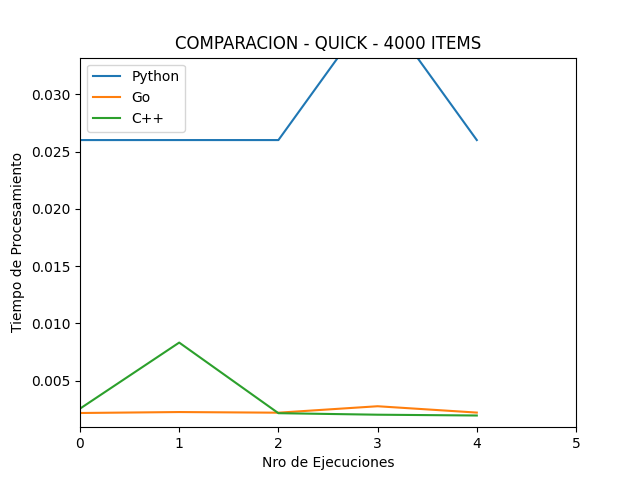 COMPARACION - QUICK - 4000 ITEMS
Python
Go
C++
Tiempo de Procesamiento
0.030
0.025
0.020
0.015
0.010
0.005
0
1
2
3
4
5
Nro de Ejecuciones